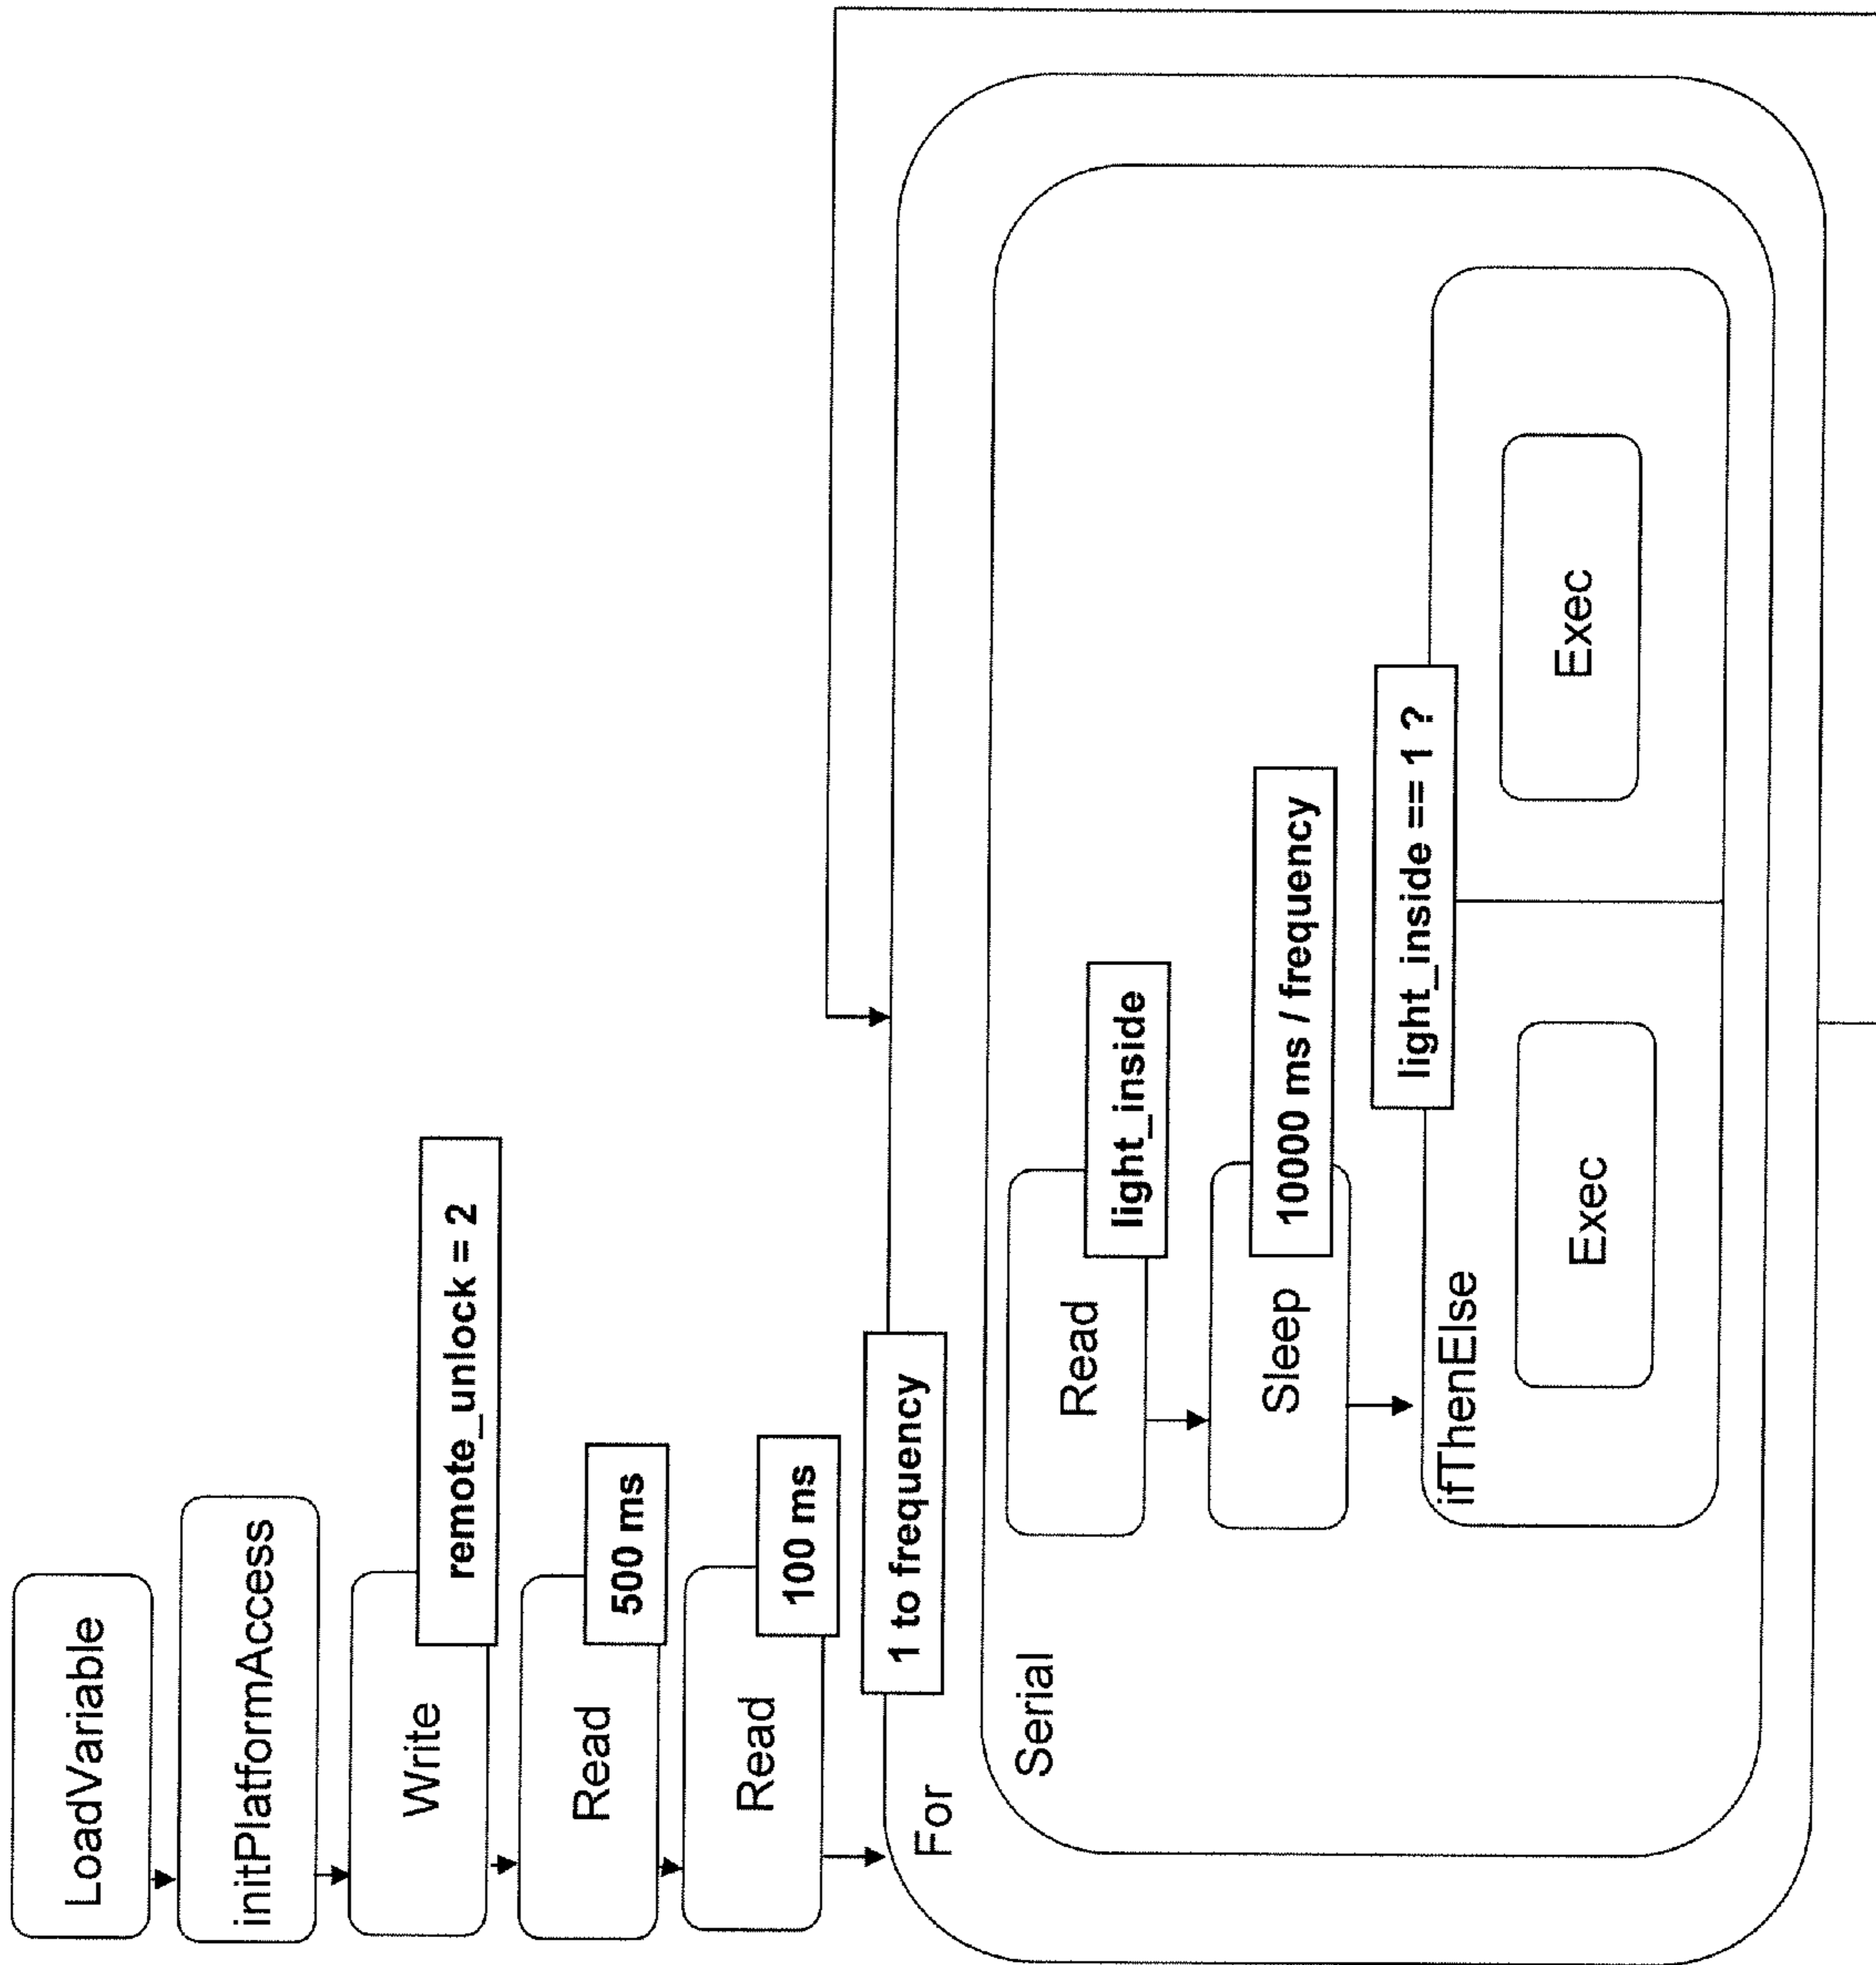 LoadVariable
initPlatformAccess
Write
remote_unlock = 2
Read
500 ms
Read
100 ms
1 to frequency
For
Serial
Read
light_inside
Sleep
10000 ms / frequency
light_inside == 1 ?
ifThenElse
Exec
Exec